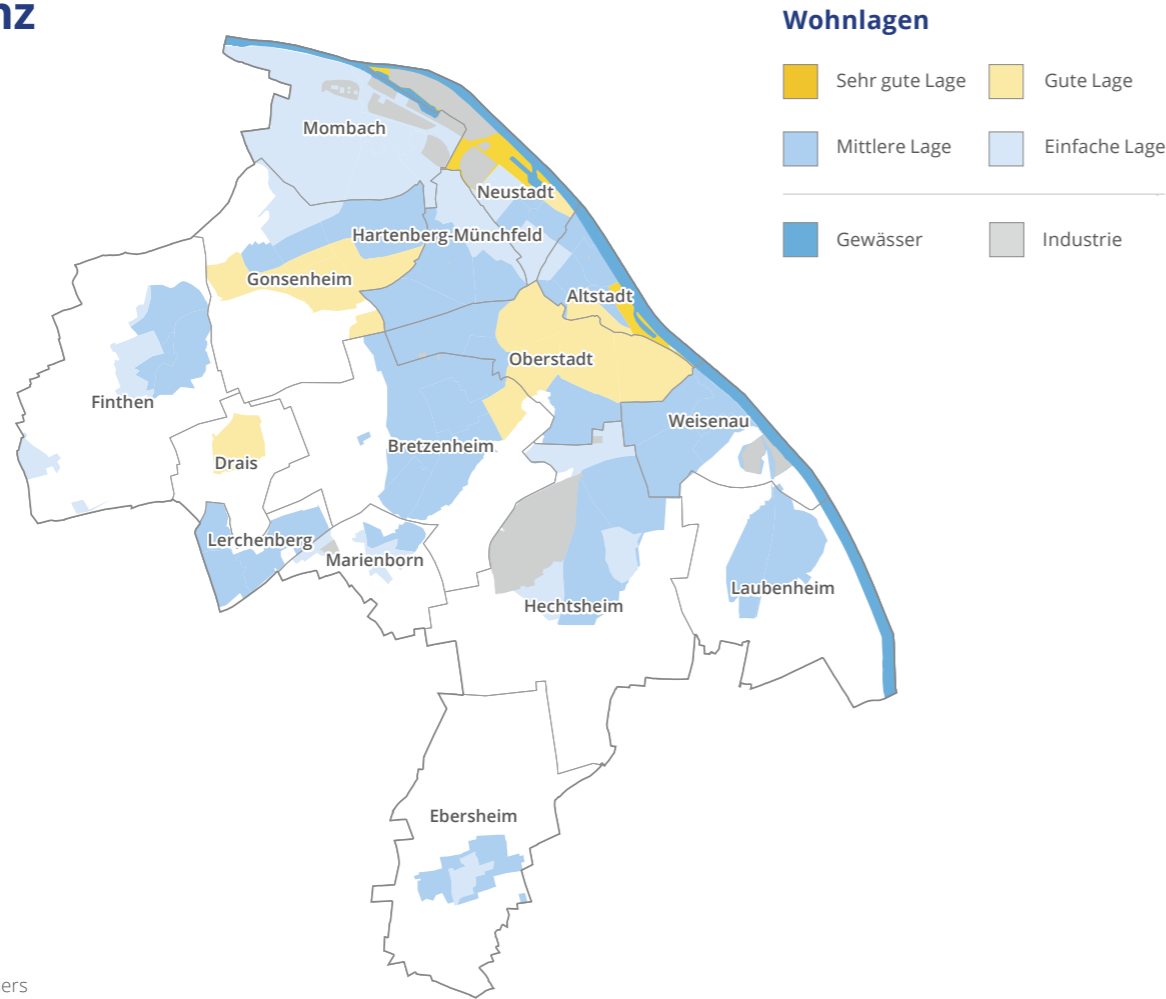 nz
Wohnlagen
Sehr gute Lage
Gute Lage
Mittlere Lage
Einfache Lage
Gewässer
Industrie
Mombach
Neustadt
Hartenberg-Münchfeld
Gonsenheim
Altstadt
Oberstadt
Finthen
Weisenau
Bretzenheim
Drais
Lerchenberg
Marienborn
Laubenheim
Hechtsheim
Ebersheim
ers